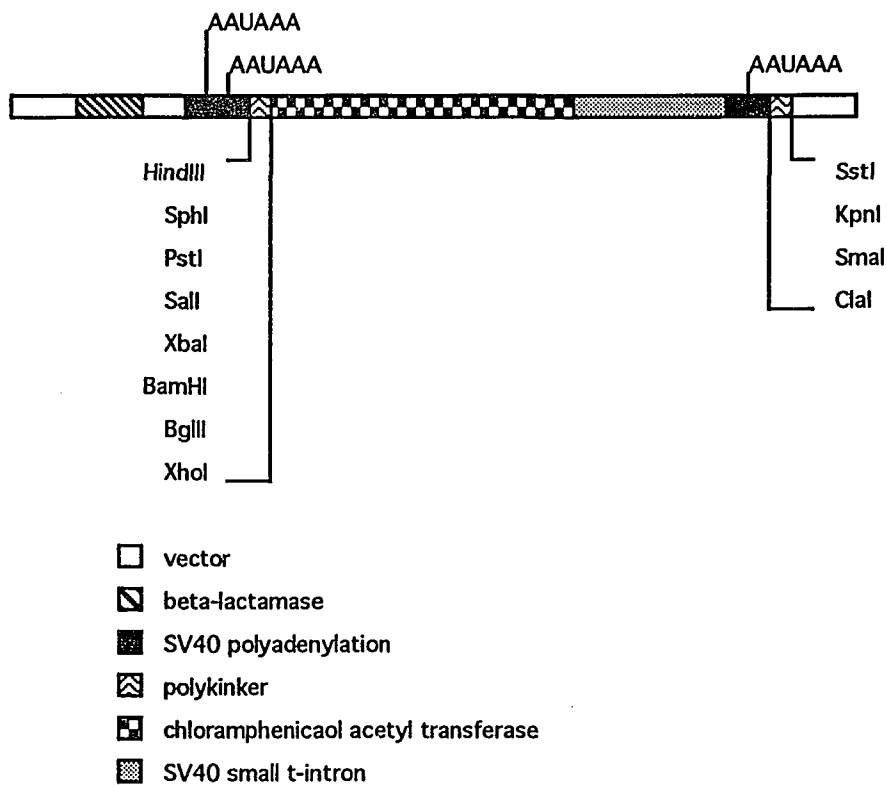 AAUAAA
AAUAAA
AAUAAA
HindIII
SphI
PstI
SalI
XbaI
BamHI
BglII
XhoI
SstI
KpnI
SmaI
ClaI
vector
beta-lactamase
SV40 polyadenylation
polykinker
chloramphenicaol acetyl transferase
SV40 small t-intron